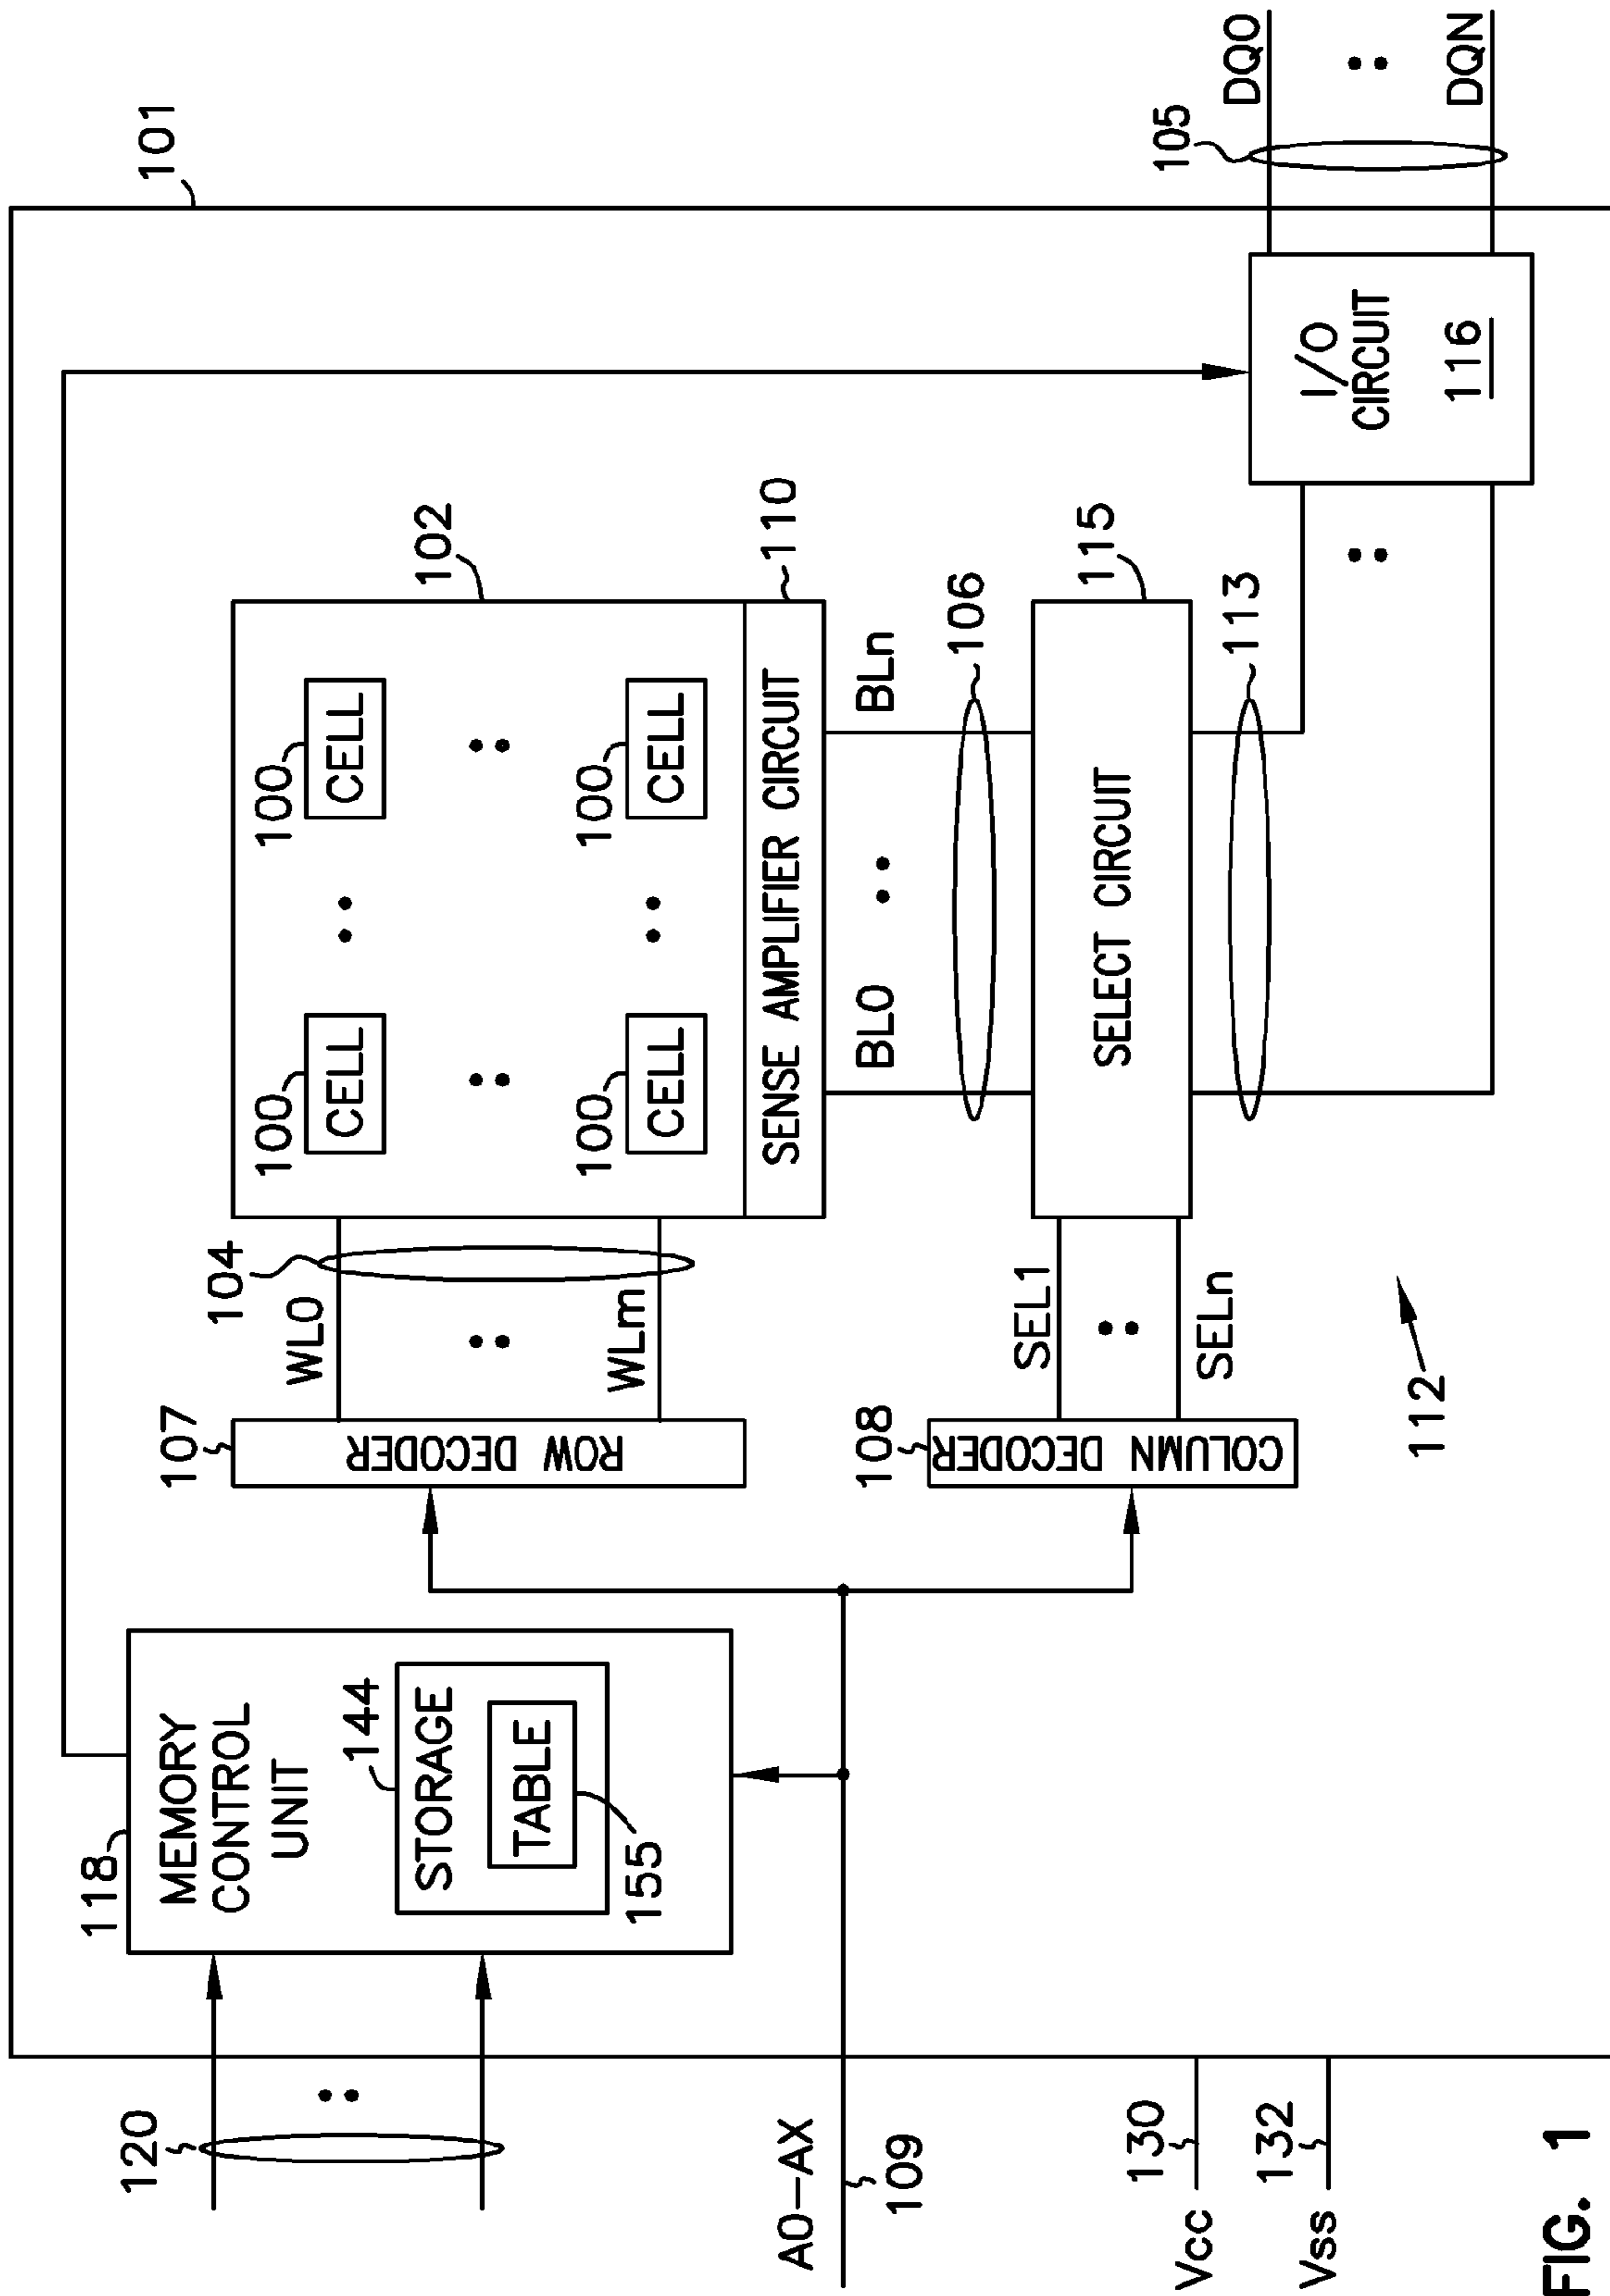 101
118
MEMORY
CONTROL
UNIT
144
STORAGE
TABLE
155
120
A0–AX
109
Vcc
130
Vss
132
107
ROW DECODER
104
WL0
WLm
102
100
CELL
100
CELL
100
CELL
100
CELL
SENSE AMPLIFIER CIRCUIT
110
BL0
BLn
106
108
COLUMN DECODER
SEL1
SELn
SELECT CIRCUIT
115
113
I/O
CIRCUIT
116
105
DQ0
DQN
112
FIG. 1